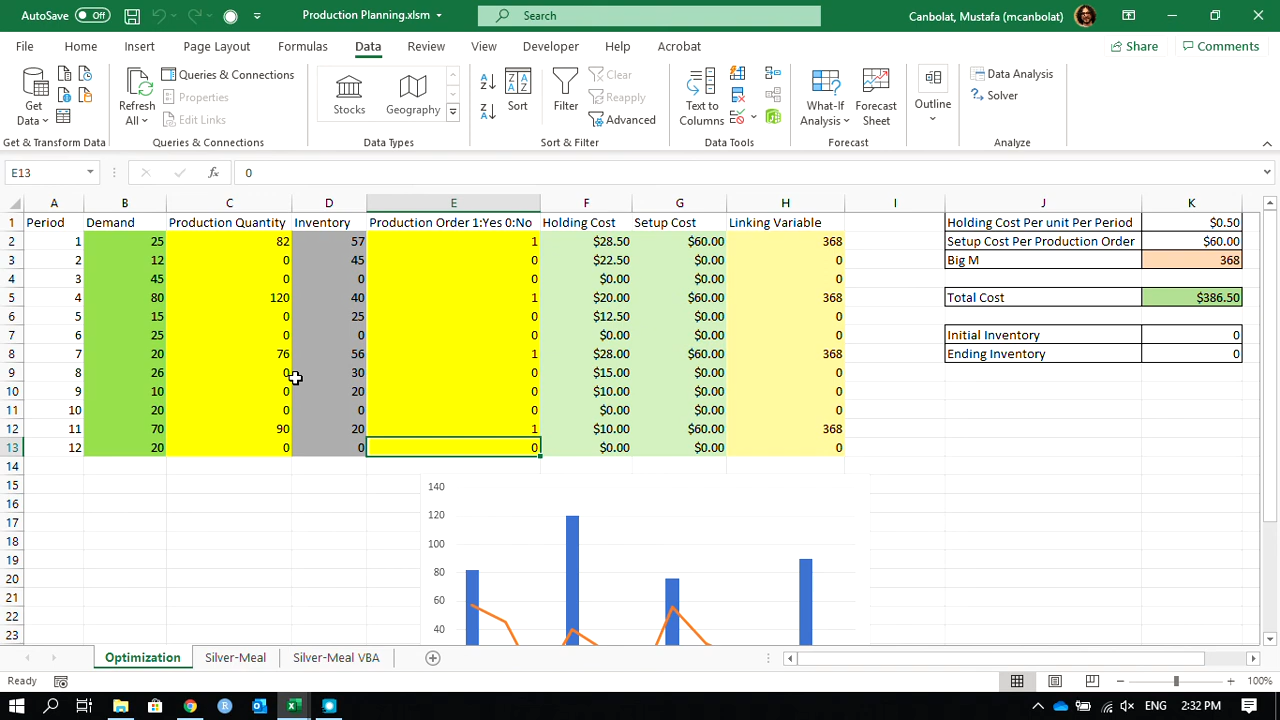 AutoSave Off Production Planning.xlsm Search Canbolat, Mustafa (mcanbolat)
File Home Insert Page Layout Formulas Data Review View Developer Help Acrobat Share Comments
Get Data Refresh All Queries & Connections Properties Edit Links Stocks Geography Sort Filter Clear Reapply Advanced Text to Columns What-If Analysis Forecast Sheet Outline Data Analysis Solver
Get & Transform Data Queries & Connections Data Types Sort & Filter Data Tools Forecast Analyze
E13 fx 0
A B C D E F G H I J K
1 Period Demand Production Quantity Inventory Production Order 1:Yes 0:No Holding Cost Setup Cost Linking Variable Holding Cost Per unit Per Period $0.50
2 1 25 82 57 1 $28.50 $60.00 368 Setup Cost Per Production Order $60.00
3 2 12 0 45 0 $22.50 $0.00 0 Big M 368
4 3 45 0 0 0 $0.00 $0.00 0
5 4 80 120 40 1 $20.00 $60.00 368 Total Cost $386.50
6 5 15 0 25 0 $12.50 $0.00 0
7 6 25 0 0 0 $0.00 $0.00 0 Initial Inventory 0
8 7 20 76 56 1 $28.00 $60.00 368 Ending Inventory 0
9 8 26 0 30 0 $15.00 $0.00 0
10 9 10 0 20 0 $10.00 $0.00 0
11 10 20 0 0 0 $0.00 $0.00 0
12 11 70 90 20 1 $10.00 $60.00 368
13 12 20 0 0 0 $0.00 $0.00 0
14
15 140
16
17 120
18 100
19
20 80
21 60
22
23 40
Optimization Silver-Meal Silver-Meal VBA
Ready 100%
ENG 2:32 PM